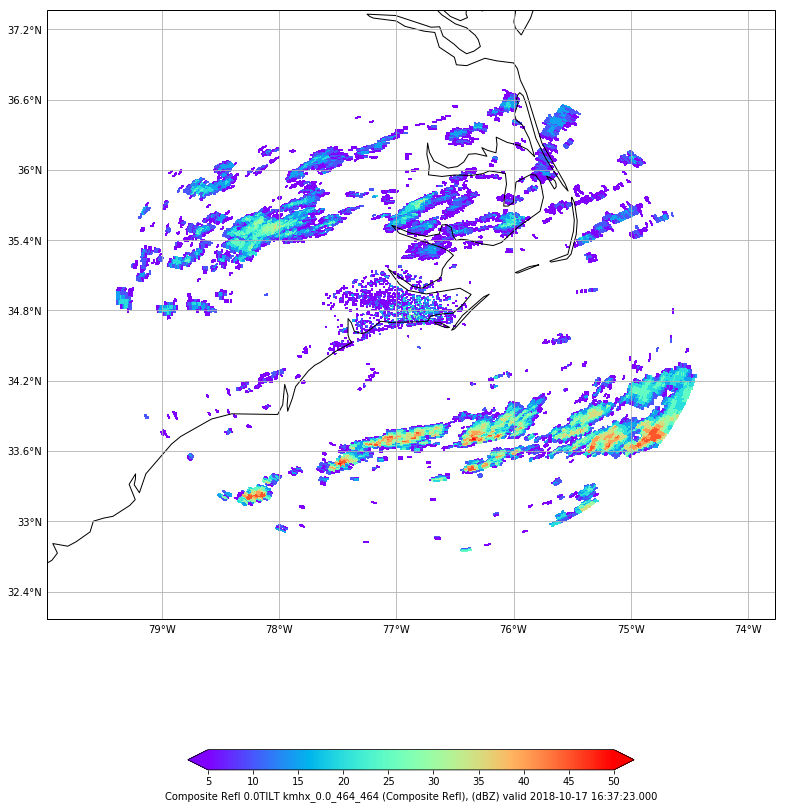 37.2°N
36.6°N
36°N
35.4°N
34.8°N
34.2°N
33.6°N
33°N
32.4°N
79°W 78°W 77°W 76°W 75°W 74°W
5 10 15 20 25 30 35 40 45 50
Composite Refl 0.0TILT kmhx_0.0_464_464 (Composite Refl), (dBZ) valid 2018-10-17 16:37:23.000